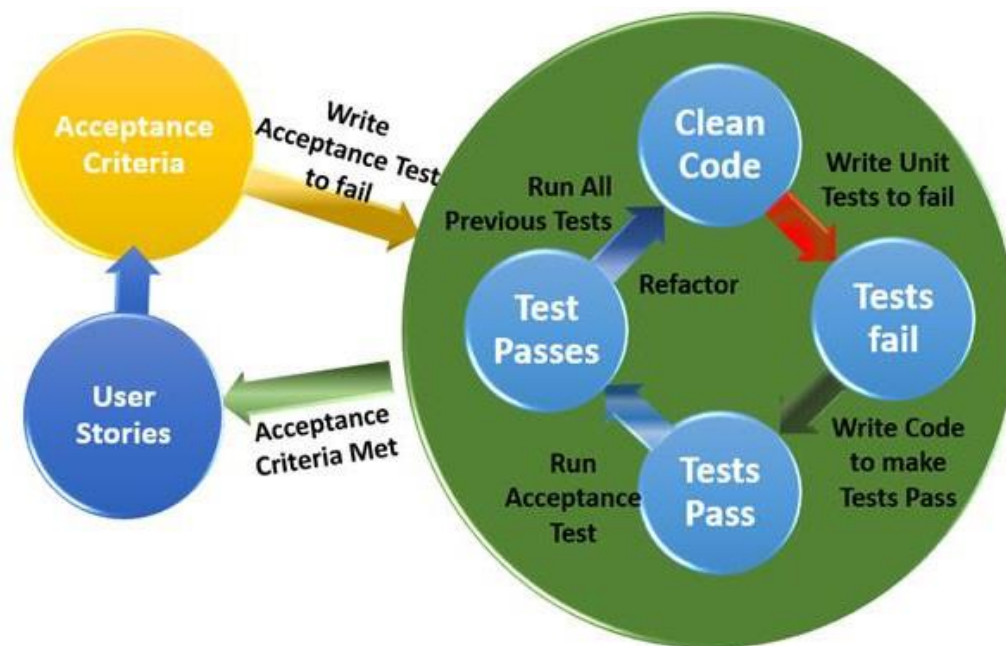 Acceptance
Criteria
Write
Acceptance Test
to fail
User
Stories
Acceptance
Criteria Met
Clean
Code
Write Unit
Tests to fail
Run All
Previous Tests
Refactor
Test
Passes
Tests
fail
Write Code
to make
Tests Pass
Tests
Pass
Run
Acceptance
Test